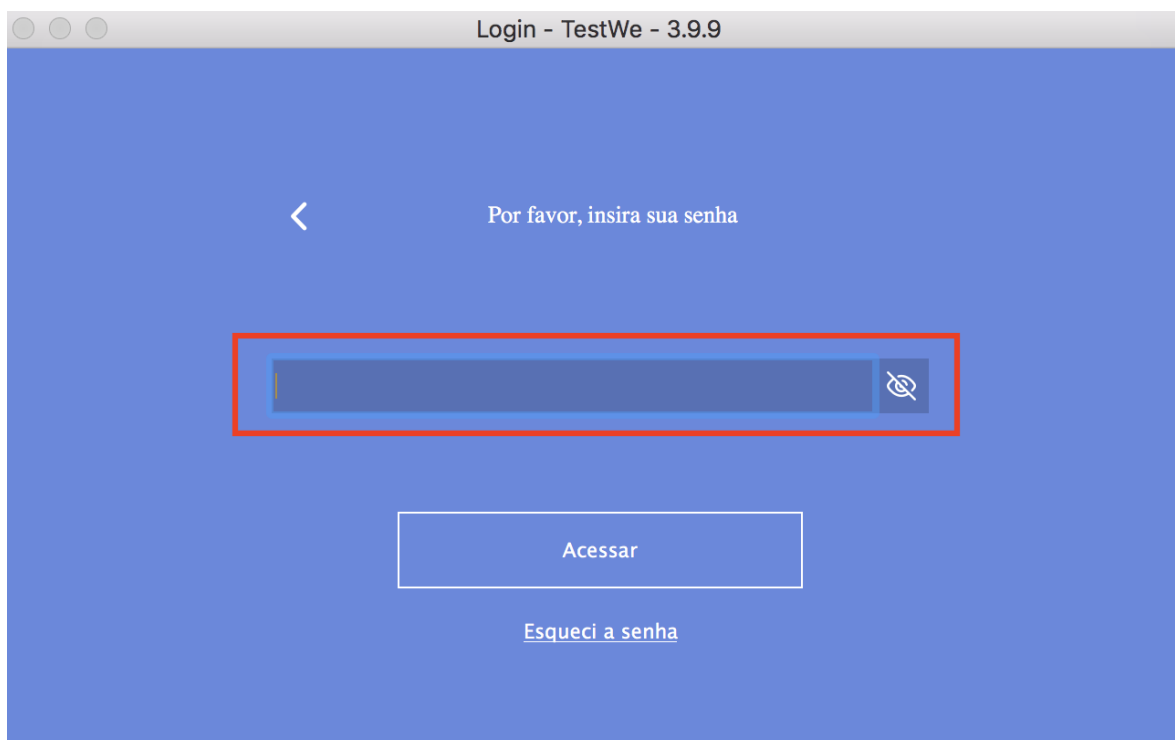 Login - TestWe - 3.9.9
Por favor, insira sua senha
Acessar
Esqueci a senha